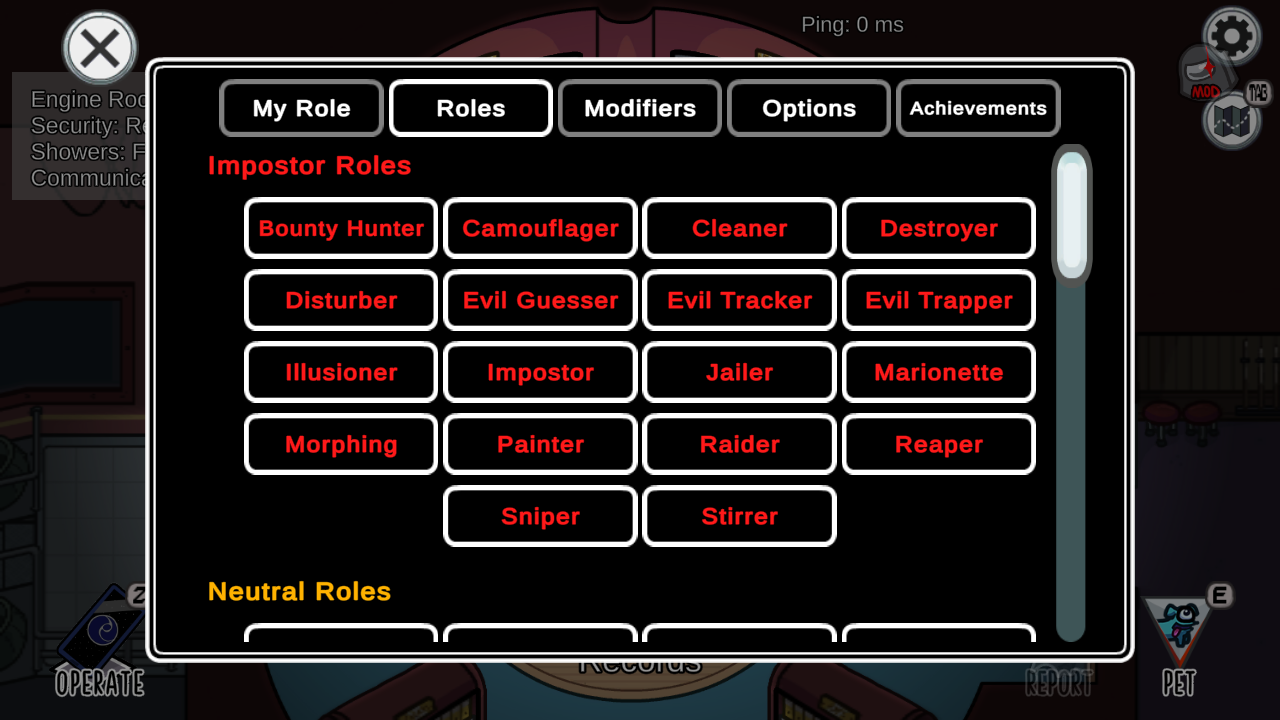 Ping: 0 ms
MOD
TAB
Engine Roo
Security: Re
Showers: F
Communica
My Role
Roles
Modifiers
Options
Achievements
Impostor Roles
Bounty Hunter
Camouflager
Cleaner
Destroyer
Disturber
Evil Guesser
Evil Tracker
Evil Trapper
Illusioner
Impostor
Jailer
Marionette
Morphing
Painter
Raider
Reaper
Sniper
Stirrer
Neutral Roles
Z
OPERATE
Records
REPORT
E
PET